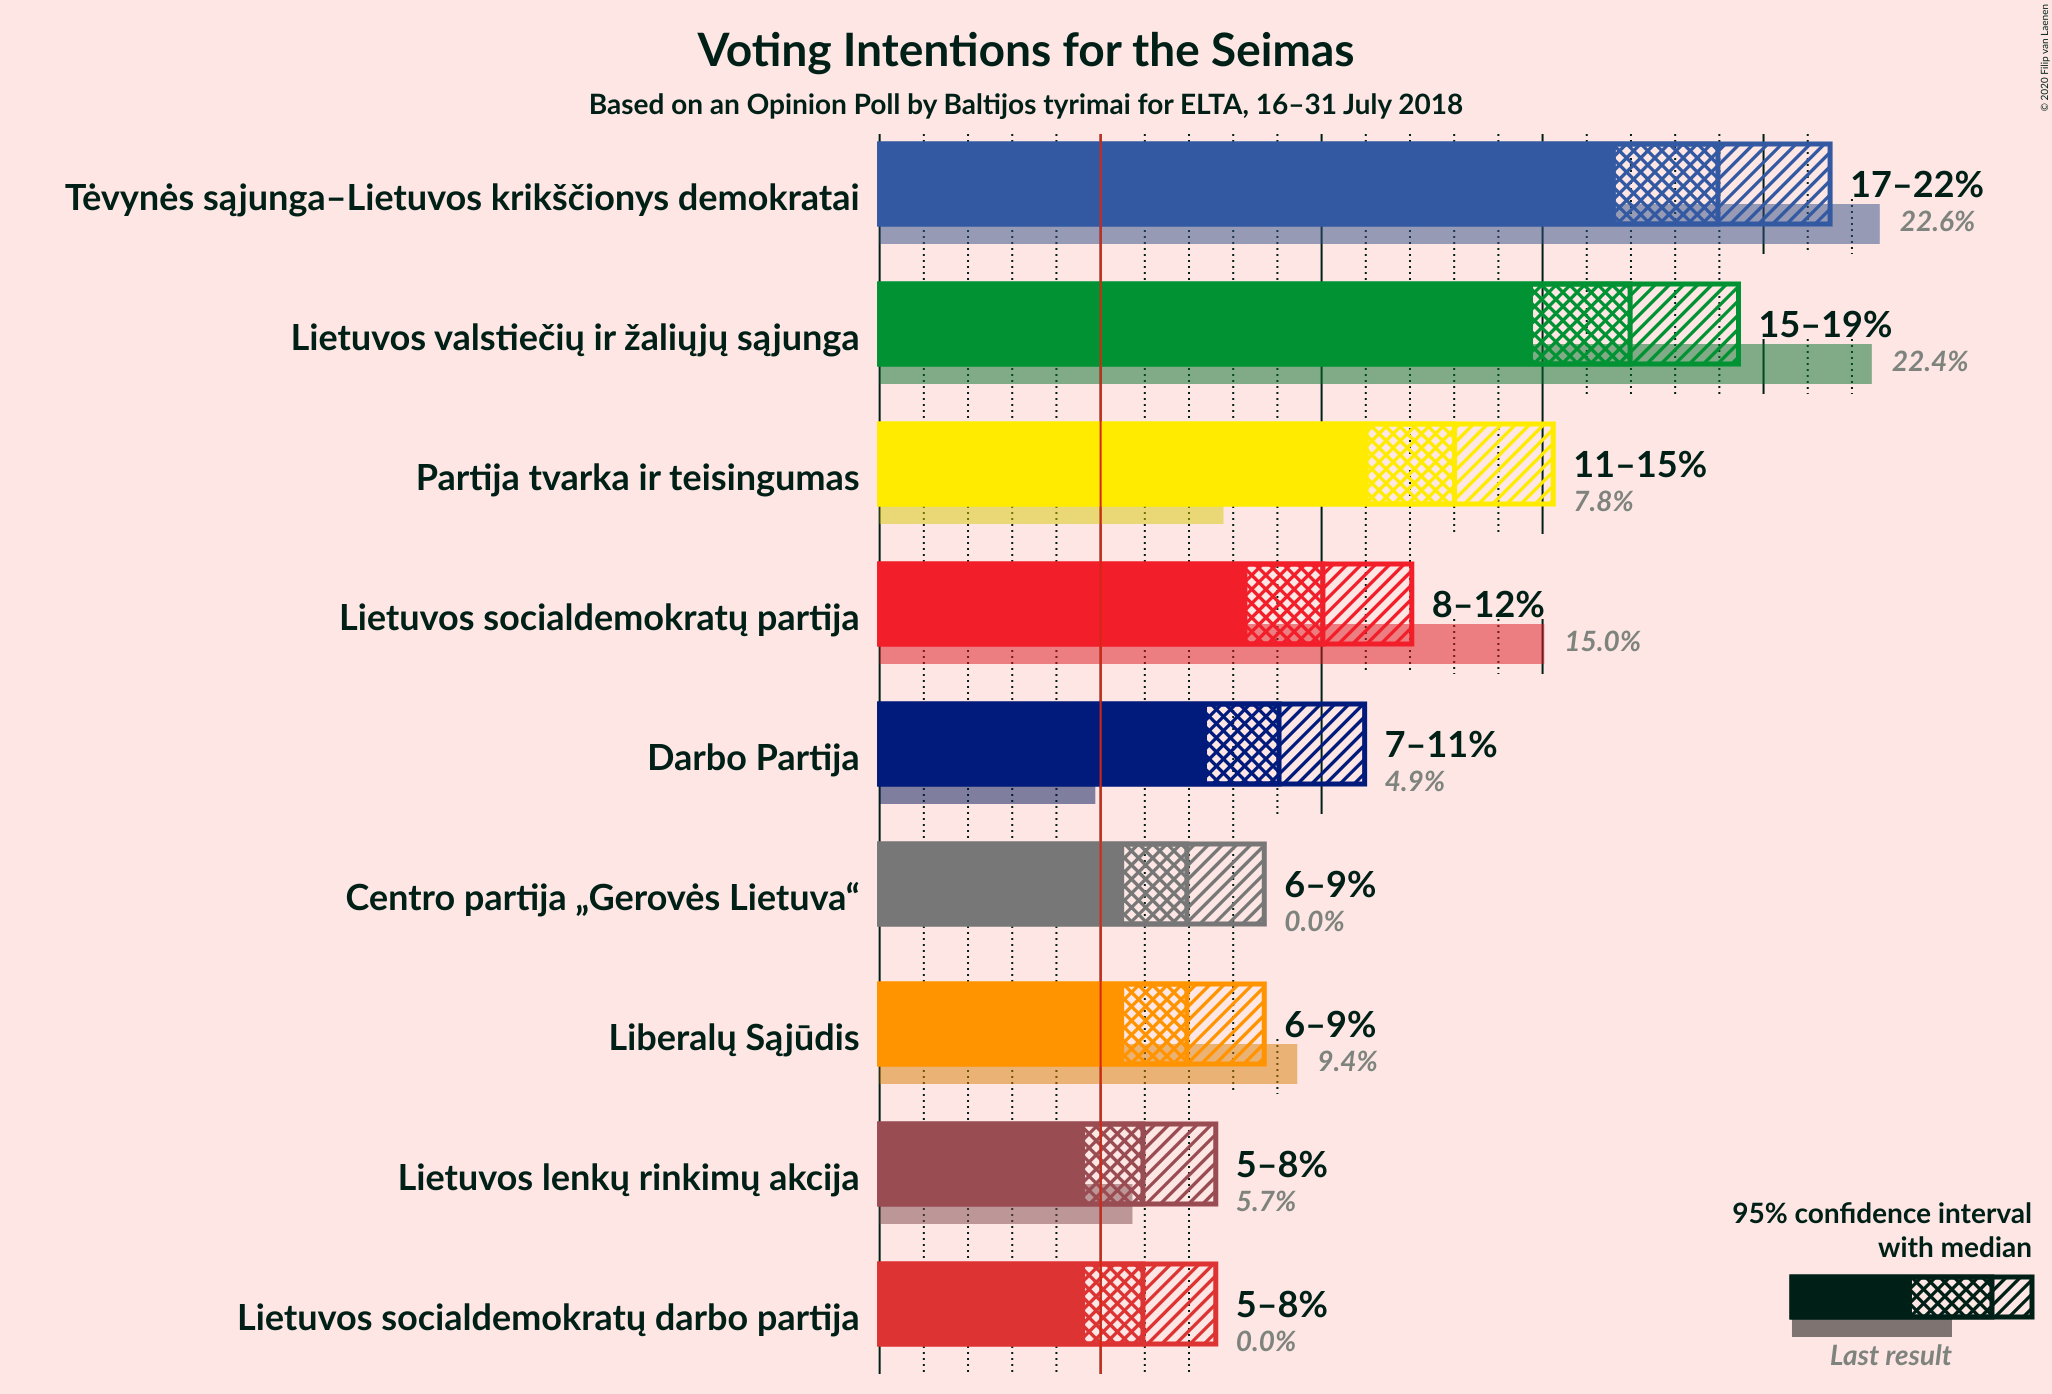 Voting Intentions for the Seimas
Based on an Opinion Poll by Baltijos tyrimai for ELTA, 16–31 July 2018
© 2020 Filip van Laenen
Tėvynės sąjunga–Lietuvos krikščionys demokratai
17–22%
22.6%
Lietuvos valstiečių ir žaliųjų sąjunga
15–19%
22.4%
Partija tvarka ir teisingumas
11–15%
7.8%
Lietuvos socialdemokratų partija
8–12%
15.0%
Darbo Partija
7–11%
4.9%
Centro partija „Gerovės Lietuva“
6–9%
0.0%
Liberalų Sąjūdis
6–9%
9.4%
Lietuvos lenkų rinkimų akcija
5–8%
5.7%
Lietuvos socialdemokratų darbo partija
5–8%
0.0%
95% confidence interval
with median
Last result